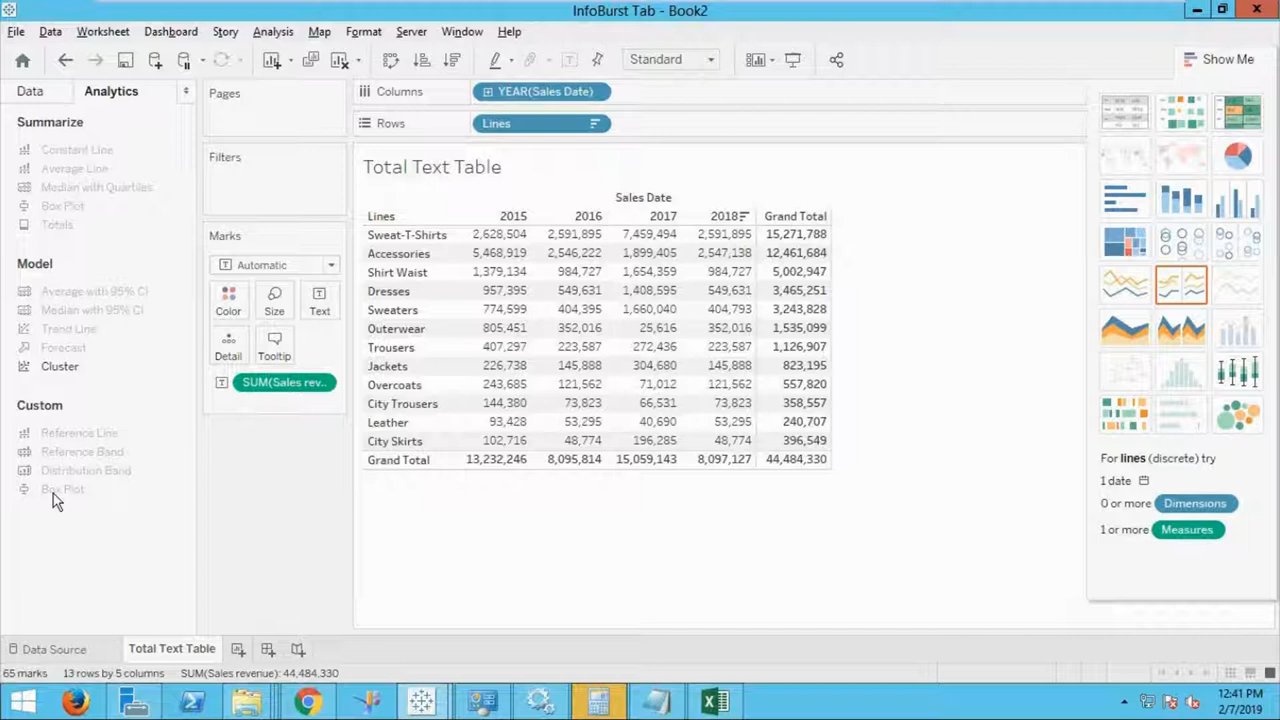 InfoBurst Tab - Book2
File Data Worksheet Dashboard Story Analysis Map Format Server Window Help
Standard Show Me
Data Analytics
Summarize
Constant Line
Average Line
Median with Quartiles
Box Plot
Totals
Model
Average with 95% CI
Median with 95% CI
Trend Line
Forecast
Cluster
Custom
Reference Line
Reference Band
Distribution Band
Box Plot
Pages
Filters
Marks
Automatic
Color Size Text
Detail Tooltip
SUM(Sales rev..
Columns YEAR(Sales Date)
Rows Lines
Total Text Table
Sales Date
Lines 2015 2016 2017 2018 Grand Total
Sweat-T-Shirts 2,628,504 2,591,895 7,459,494 2,591,895 15,271,788
Accessories 5,468,919 2,546,222 1,899,405 2,547,138 12,461,684
Shirt Waist 1,379,134 984,727 1,654,359 984,727 5,002,947
Dresses 957,395 549,631 1,408,595 549,631 3,465,251
Sweaters 774,599 404,395 1,660,040 404,793 3,243,828
Outerwear 805,451 352,016 25,616 352,016 1,535,099
Trousers 407,297 223,587 272,436 223,587 1,126,907
Jackets 226,738 145,888 304,680 145,888 823,195
Overcoats 243,685 121,562 71,012 121,562 557,820
City Trousers 144,380 73,823 66,531 73,823 358,557
Leather 93,428 53,295 40,690 53,295 240,707
City Skirts 102,716 48,774 196,285 48,774 396,549
Grand Total 13,232,246 8,095,814 15,059,143 8,097,127 44,484,330
For lines (discrete) try
1 date
0 or more Dimensions
1 or more Measures
Data Source Total Text Table
65 marks 13 rows by 5 columns SUM(Sales revenue): 44,484,330
12:41 PM
2/7/2019